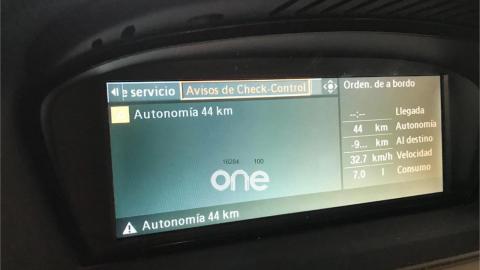 e servicio
Avisos de Check-Control
Autonomía 44 km
16284 100
one
Autonomía 44 km
Orden. de a bordo
--:-- Llegada
44 km Autonomía
-9... km Al destino
32.7 km/h Velocidad
7.0 l Consumo